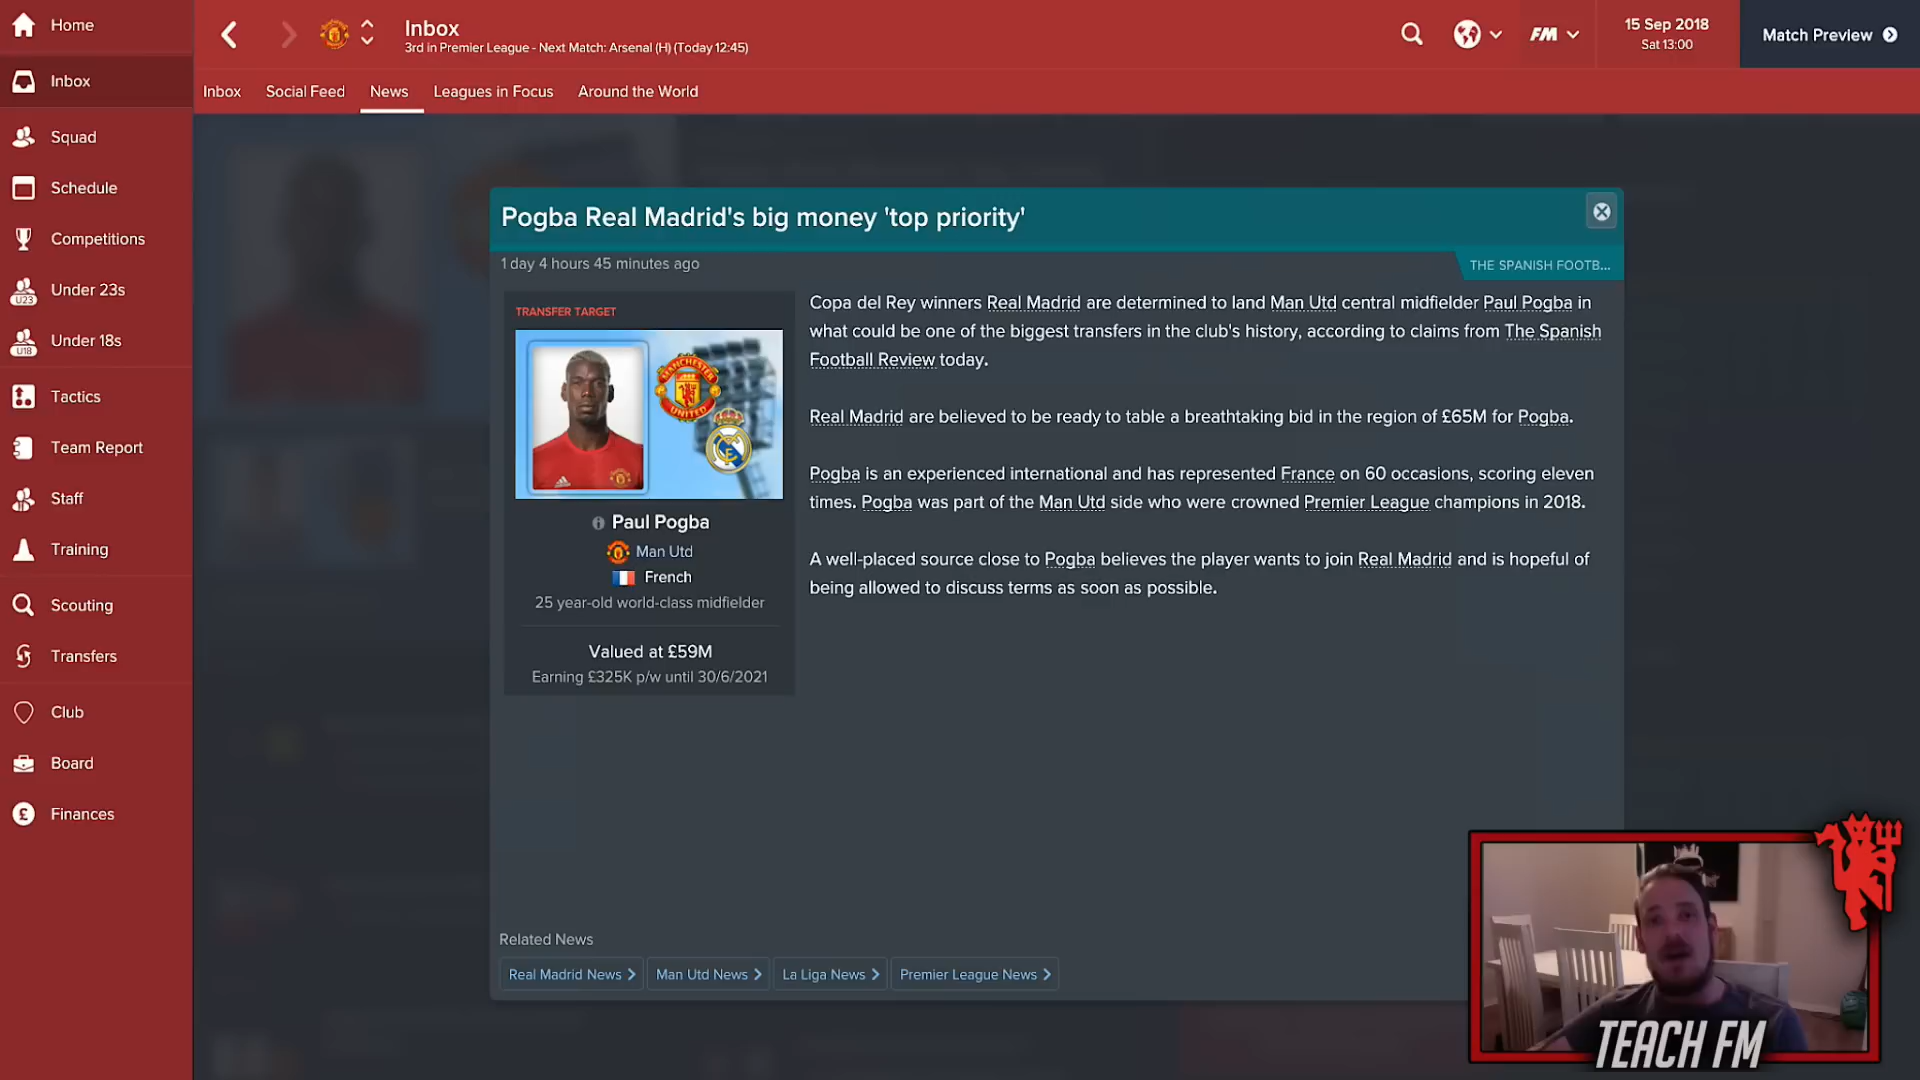 Home
Inbox
Squad
Schedule
Competitions
U23
Under 23s
U18
Under 18s
Tactics
Team Report
Staff
Training
Scouting
Transfers
Club
Board
Finances
Inbox
3rd in Premier League - Next Match: Arsenal (H) (Today 12:45)
FM
15 Sep 2018
Sat 13:00
Match Preview
Inbox Social Feed News Leagues in Focus Around the World
Pogba Real Madrid's big money 'top priority'
1 day 4 hours 45 minutes ago
THE SPANISH FOOTB...
TRANSFER TARGET
MANCHESTER
UNITED
Paul Pogba
Man Utd
French
25 year-old world-class midfielder
Valued at £59M
Earning £325K p/w until 30/6/2021
Copa del Rey winners Real Madrid are determined to land Man Utd central midfielder Paul Pogba in
what could be one of the biggest transfers in the club's history, according to claims from The Spanish
Football Review today.
Real Madrid are believed to be ready to table a breathtaking bid in the region of £65M for Pogba.
Pogba is an experienced international and has represented France on 60 occasions, scoring eleven
times. Pogba was part of the Man Utd side who were crowned Premier League champions in 2018.
A well-placed source close to Pogba believes the player wants to join Real Madrid and is hopeful of
being allowed to discuss terms as soon as possible.
Related News
Real Madrid News Man Utd News La Liga News Premier League News
TEACH FM